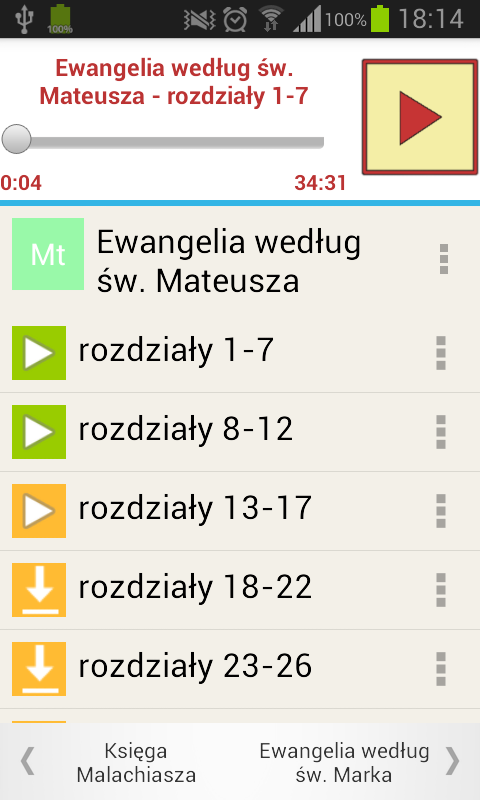 100%
100%
18:14
Ewangelia według św.
Mateusza - rozdziały 1-7
0:04
34:31
Mt
Ewangelia według
św. Mateusza
rozdziały 1-7
rozdziały 8-12
rozdziały 13-17
rozdziały 18-22
rozdziały 23-26
Księga
Malachiasza
Ewangelia według
św. Marka